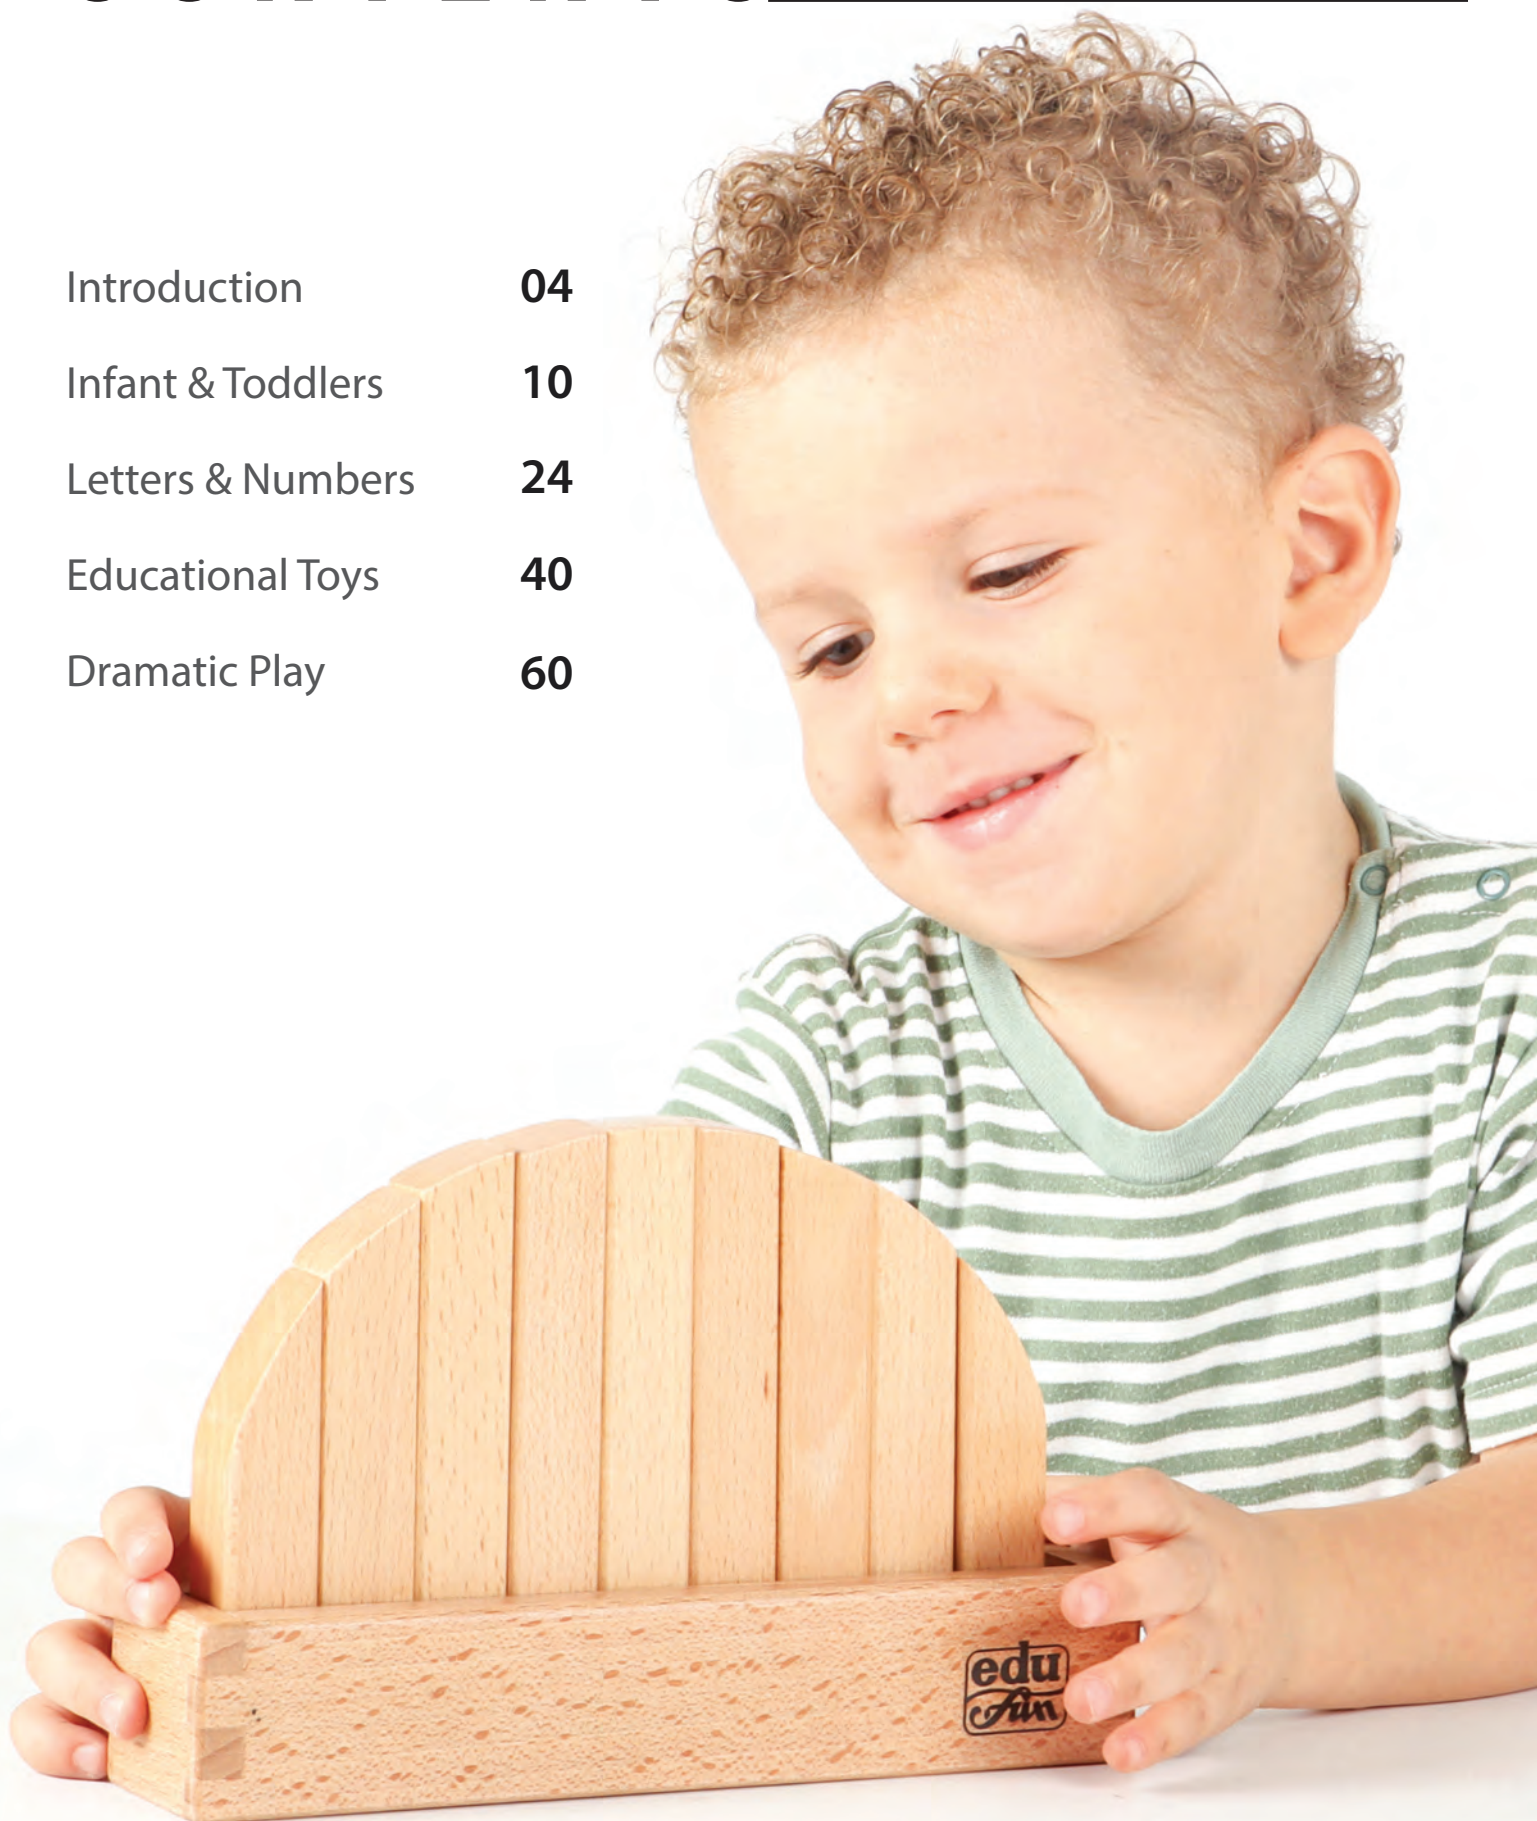 Introduction 04
Infant & Toddlers 10
Letters & Numbers 24
Educational Toys 40
Dramatic Play 60
edu
fun